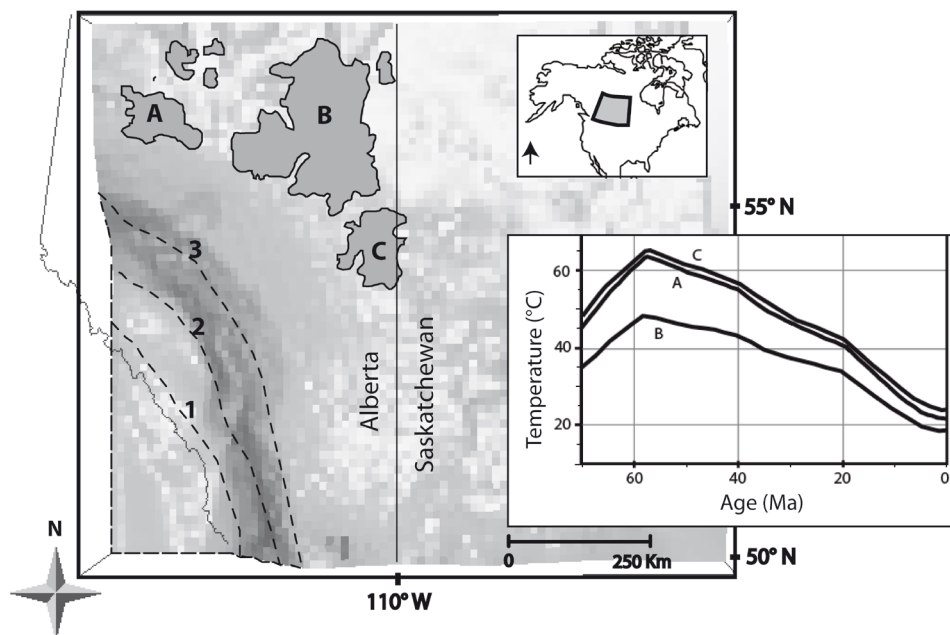 A
B
C
3
2
1
Alberta
Saskatchewan
55° N
50° N
110° W
N
0
250 Km
Temperature (°C)
60
40
20
C
A
B
60
40
20
0
Age (Ma)